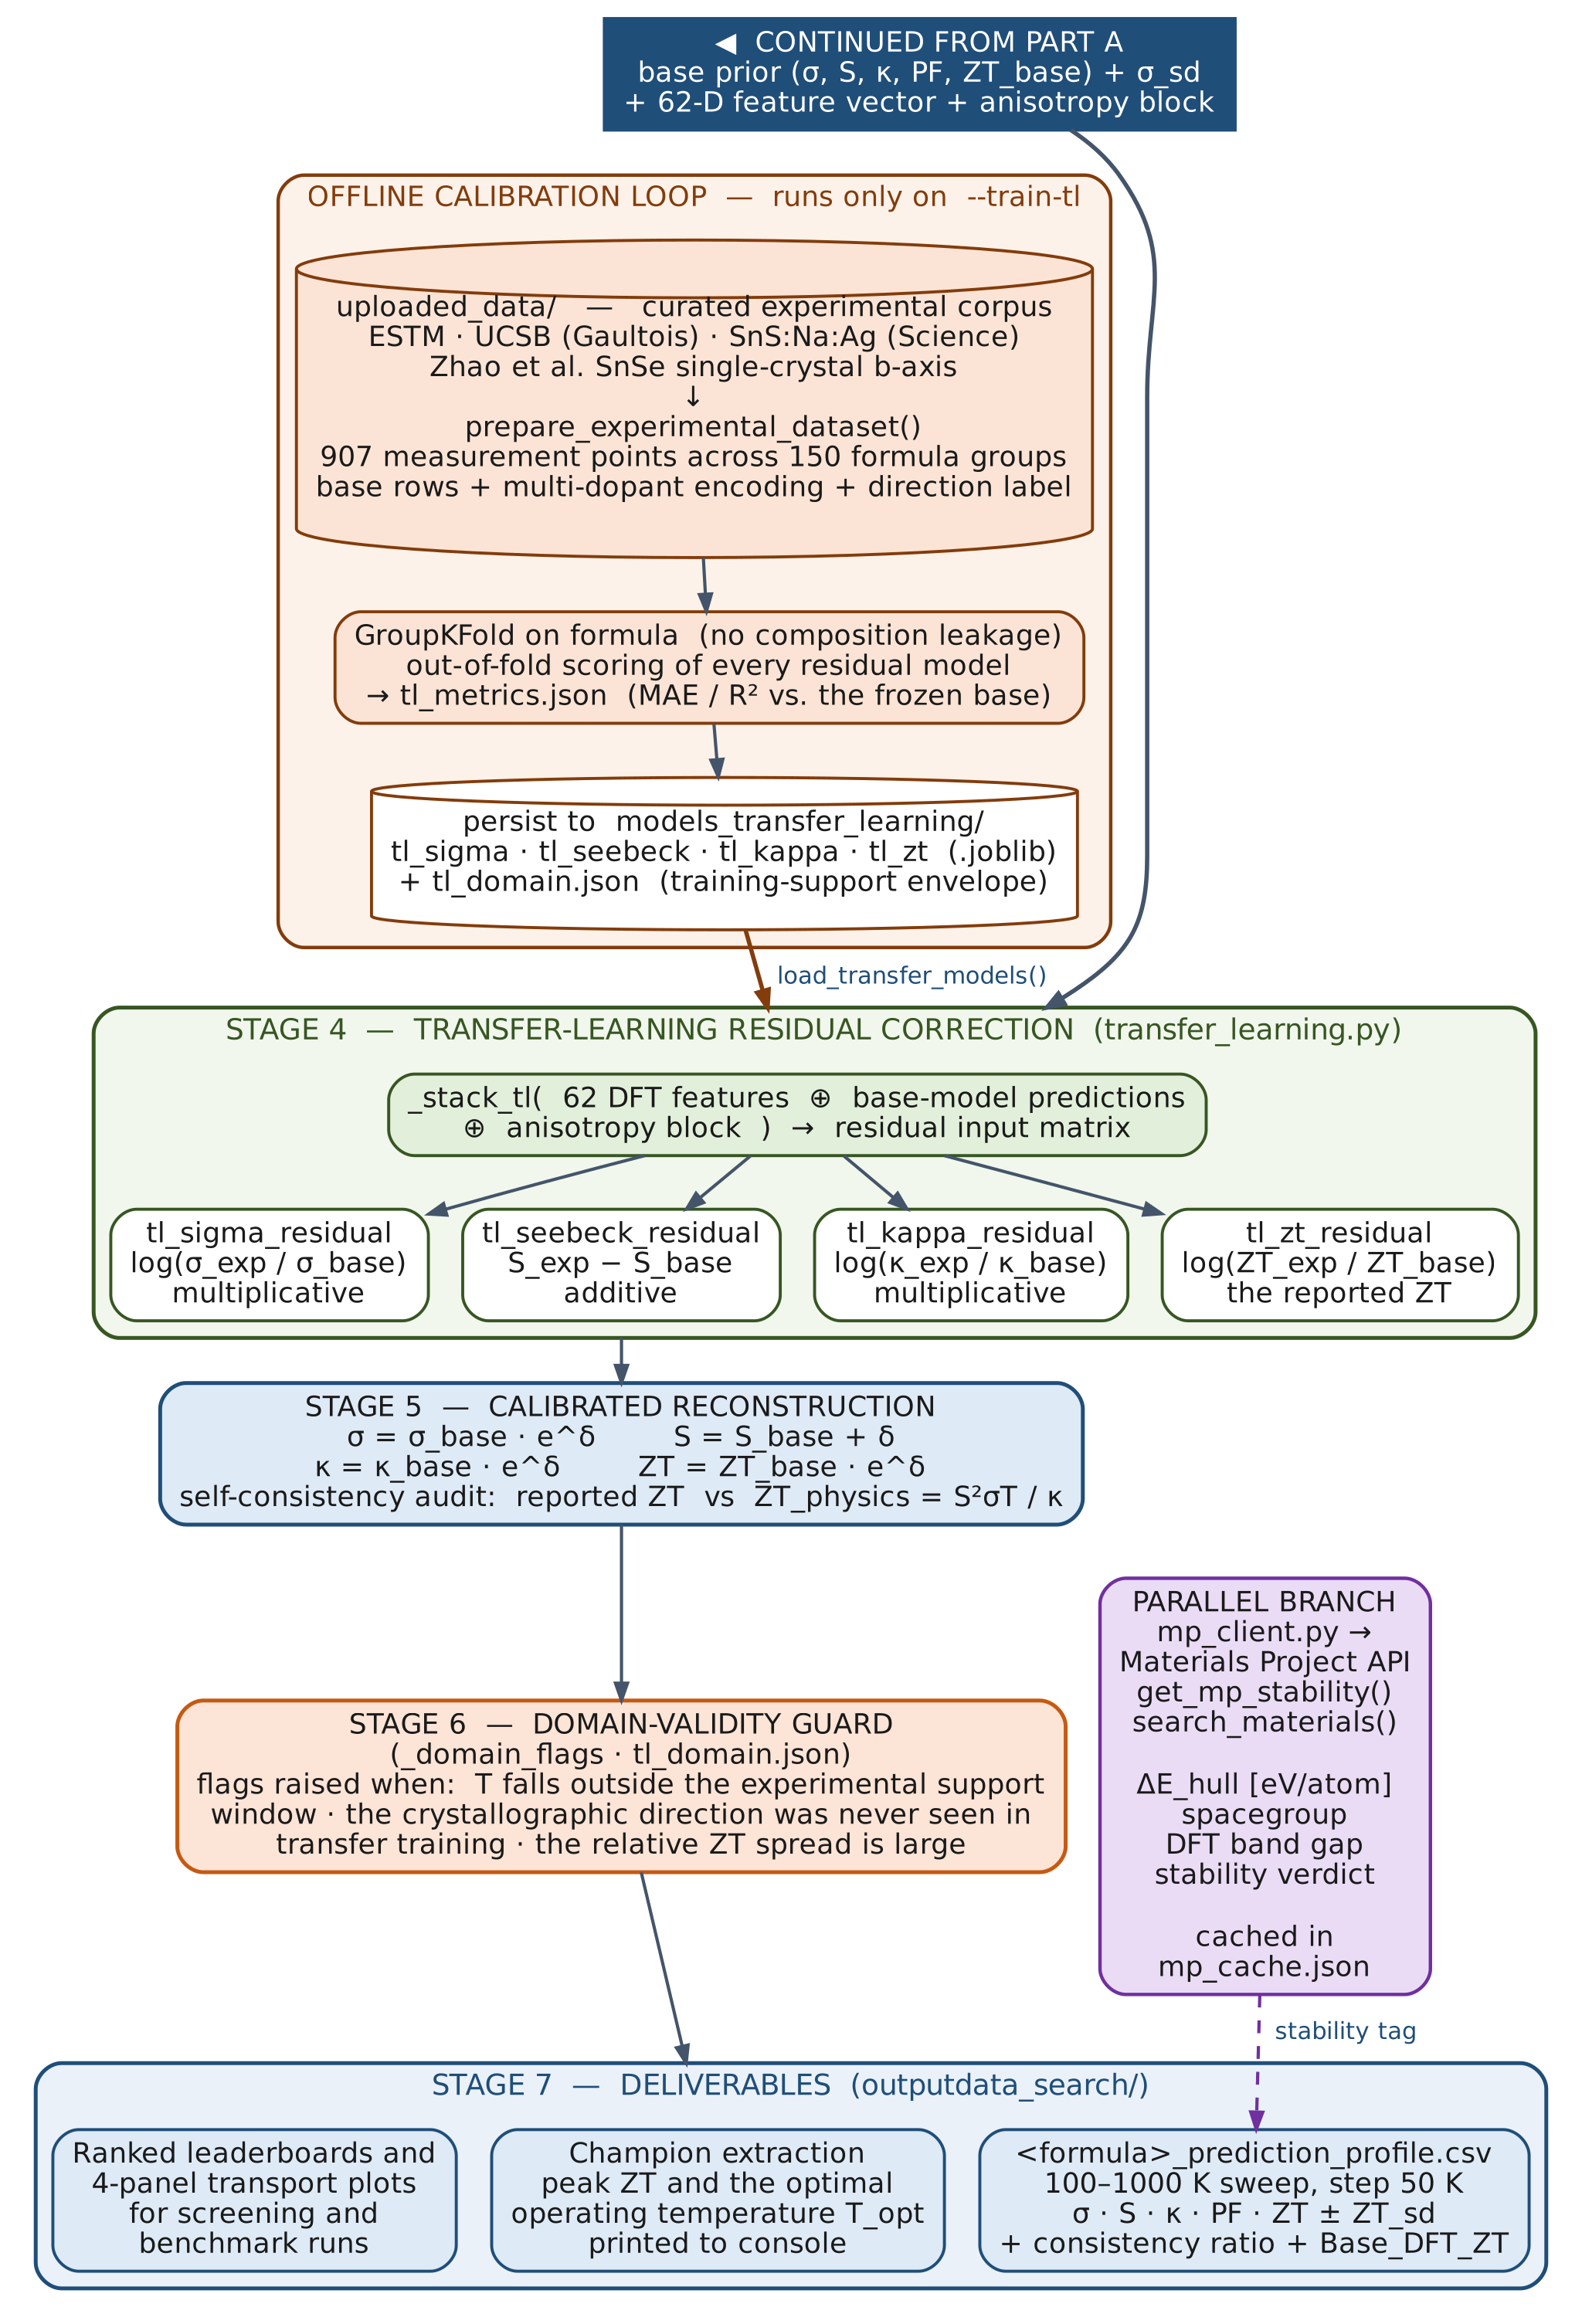 ◀ CONTINUED FROM PART A
base prior (σ, S, κ, PF, ZT_base) + σ_sd
+ 62-D feature vector + anisotropy block
OFFLINE CALIBRATION LOOP — runs only on --train-tl
uploaded_data/ — curated experimental corpus
ESTM · UCSB (Gaultois) · SnS:Na:Ag (Science)
Zhao et al. SnSe single-crystal b-axis
↓
prepare_experimental_dataset()
907 measurement points across 150 formula groups
base rows + multi-dopant encoding + direction label
GroupKFold on formula (no composition leakage)
out-of-fold scoring of every residual model
→ tl_metrics.json (MAE / R² vs. the frozen base)
persist to models_transfer_learning/
tl_sigma · tl_seebeck · tl_kappa · tl_zt (.joblib)
+ tl_domain.json (training-support envelope)
load_transfer_models()
STAGE 4 — TRANSFER-LEARNING RESIDUAL CORRECTION (transfer_learning.py)
_stack_tl( 62 DFT features ⊕ base-model predictions
⊕ anisotropy block ) → residual input matrix
tl_sigma_residual
log(σ_exp / σ_base)
multiplicative
tl_seebeck_residual
S_exp − S_base
additive
tl_kappa_residual
log(κ_exp / κ_base)
multiplicative
tl_zt_residual
log(ZT_exp / ZT_base)
the reported ZT
STAGE 5 — CALIBRATED RECONSTRUCTION
σ = σ_base · e^δ S = S_base + δ
κ = κ_base · e^δ ZT = ZT_base · e^δ
self-consistency audit: reported ZT vs ZT_physics = S²σT / κ
PARALLEL BRANCH
mp_client.py →
Materials Project API
get_mp_stability()
search_materials()
ΔE_hull [eV/atom]
spacegroup
DFT band gap
stability verdict
cached in
mp_cache.json
STAGE 6 — DOMAIN-VALIDITY GUARD
(_domain_flags · tl_domain.json)
flags raised when: T falls outside the experimental support
window · the crystallographic direction was never seen in
transfer training · the relative ZT spread is large
stability tag
STAGE 7 — DELIVERABLES (outputdata_search/)
Ranked leaderboards and
4-panel transport plots
for screening and
benchmark runs
Champion extraction
peak ZT and the optimal
operating temperature T_opt
printed to console
<formula>_prediction_profile.csv
100–1000 K sweep, step 50 K
σ · S · κ · PF · ZT ± ZT_sd
+ consistency ratio + Base_DFT_ZT